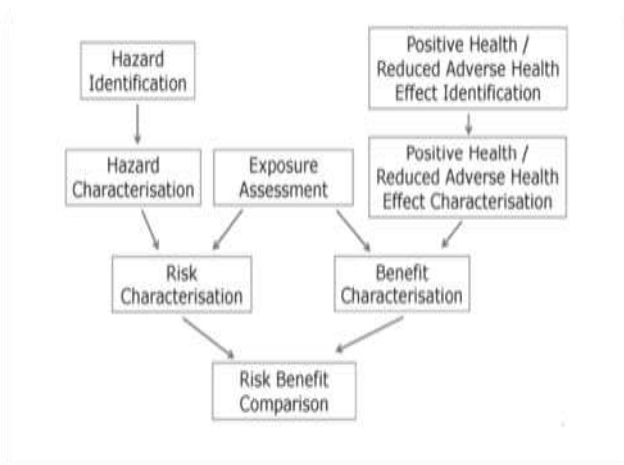 Hazard
Identification
Positive Health /
Reduced Adverse Health
Effect Identification
Hazard
Characterisation
Exposure
Assessment
Positive Health /
Reduced Adverse Health
Effect Characterisation
Risk
Characterisation
Benefit
Characterisation
Risk Benefit
Comparison